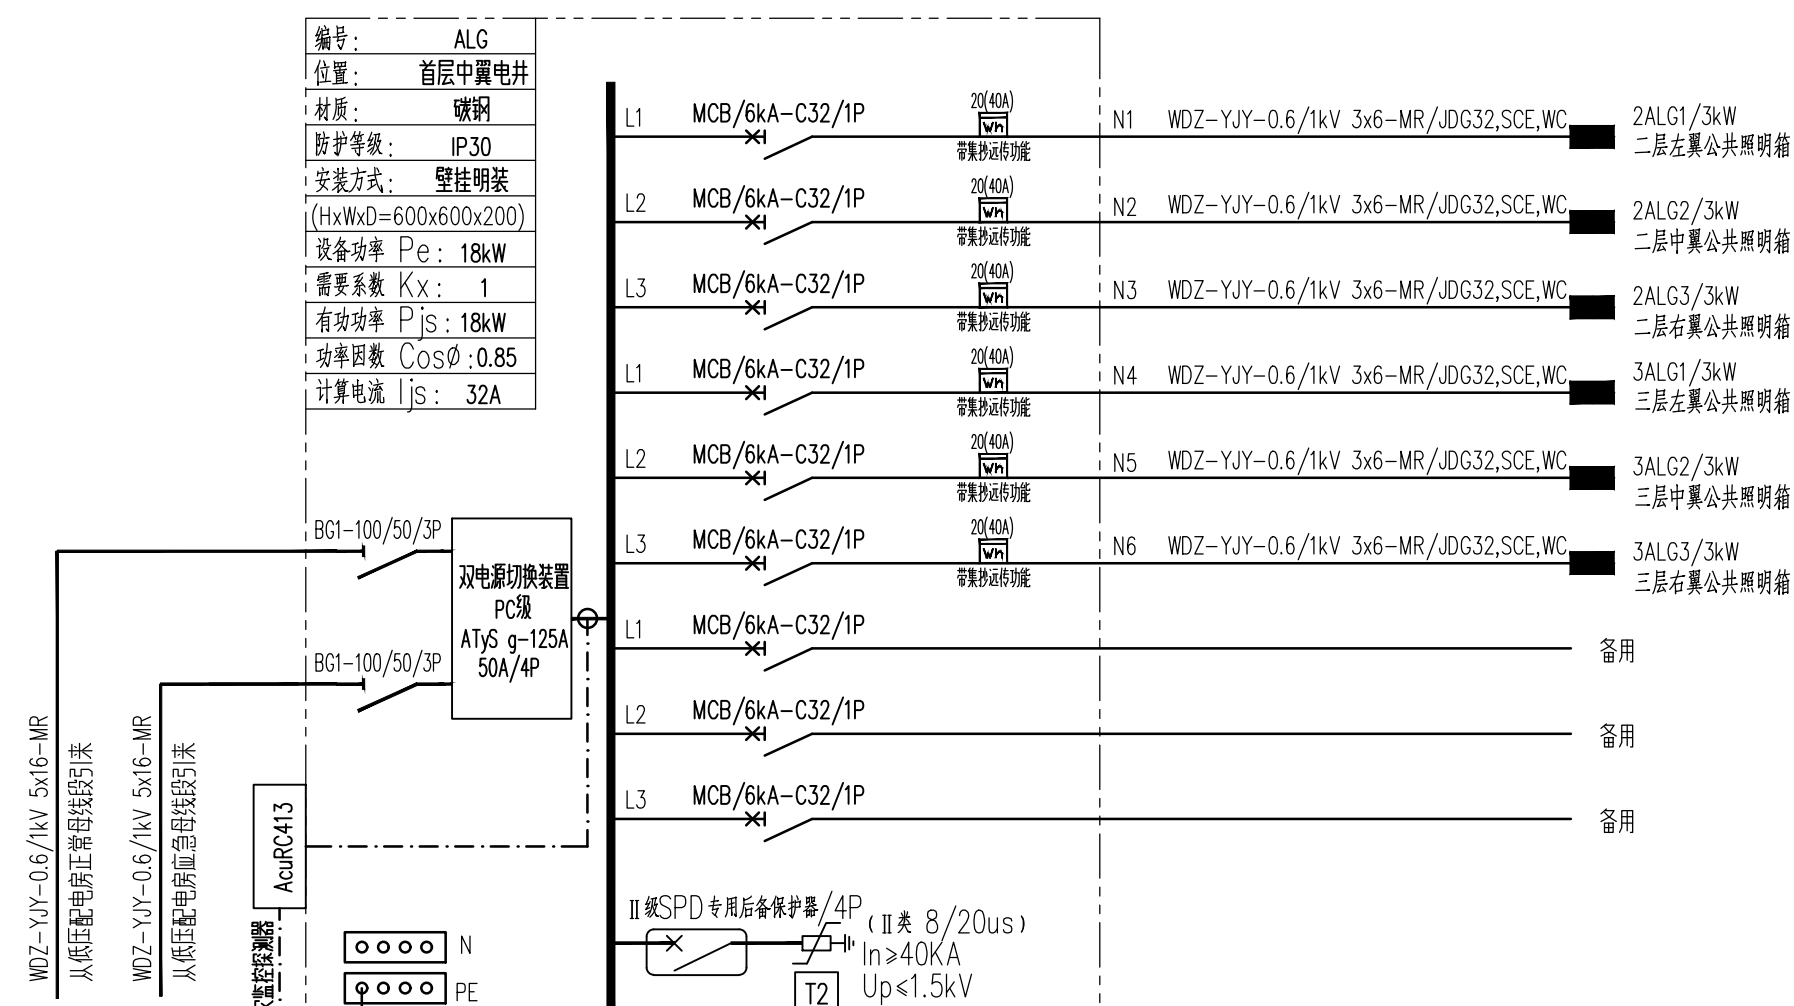 编号： ALG
位置： 首层中翼电井
材质： 碳钢
防护等级： IP30
安装方式： 壁挂明装
(HxWxD=600x600x200)
设备功率 Pe： 18kW
需要系数 Kx： 1
有功功率 Pjs：18kW
功率因数 CosØ：0.85
计算电流 Ijs： 32A
L1 MCB/6kA-C32/1P
20(40A)
Wh
带集抄远传功能
N1 WDZ-YJY-0.6/1kV 3x6-MR/JDG32,SCE,WC
2ALG1/3kW
二层左翼公共照明箱
L2 MCB/6kA-C32/1P
20(40A)
Wh
带集抄远传功能
N2 WDZ-YJY-0.6/1kV 3x6-MR/JDG32,SCE,WC
2ALG2/3kW
二层中翼公共照明箱
L3 MCB/6kA-C32/1P
20(40A)
Wh
带集抄远传功能
N3 WDZ-YJY-0.6/1kV 3x6-MR/JDG32,SCE,WC
2ALG3/3kW
二层右翼公共照明箱
L1 MCB/6kA-C32/1P
20(40A)
Wh
带集抄远传功能
N4 WDZ-YJY-0.6/1kV 3x6-MR/JDG32,SCE,WC
3ALG1/3kW
三层左翼公共照明箱
L2 MCB/6kA-C32/1P
20(40A)
Wh
带集抄远传功能
N5 WDZ-YJY-0.6/1kV 3x6-MR/JDG32,SCE,WC
3ALG2/3kW
三层中翼公共照明箱
L3 MCB/6kA-C32/1P
20(40A)
Wh
带集抄远传功能
N6 WDZ-YJY-0.6/1kV 3x6-MR/JDG32,SCE,WC
3ALG3/3kW
三层右翼公共照明箱
L1 MCB/6kA-C32/1P 备用
L2 MCB/6kA-C32/1P 备用
L3 MCB/6kA-C32/1P 备用
BG1-100/50/3P
BG1-100/50/3P
双电源切换装置
PC级
ATyS g-125A
50A/4P
WDZ-YJY-0.6/1kV 5x16-MR
从低压配电房正常母线段引来
WDZ-YJY-0.6/1kV 5x16-MR
从低压配电房应急母线段引来
AcuRC413
监控探测器
N
PE
Ⅱ级SPD专用后备保护器/4P
（Ⅱ类 8/20us）
In≥40KA
Up≤1.5kV
T2